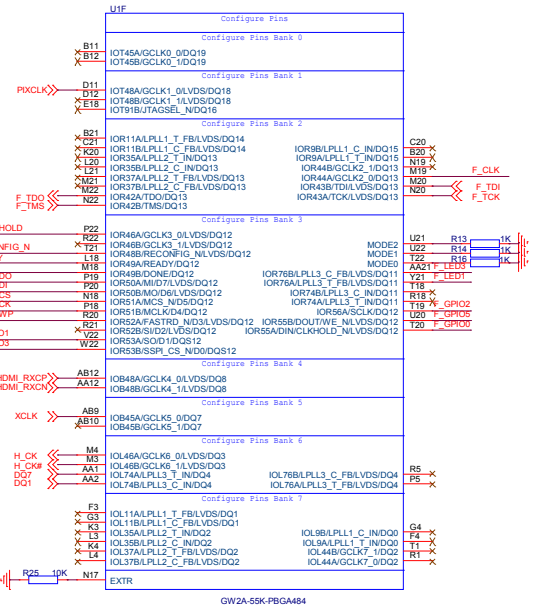 U1F
Configure Pins
Configure Pins Bank 0
B11 IOT45A/GCLK0_0/DQ19
B12 IOT45B/GCLK0_1/DQ19
Configure Pins Bank 1
PIXCLK D11 IOT48A/GCLK1_0/LVDS/DQ18
D12 IOT48B/GCLK1_1/LVDS/DQ18
E18 IOT91B/JTAGSEL_N/DQ16
Configure Pins Bank 2
B21 IOR11A/LPLL1_T_FB/LVDS/DQ14
C21 IOR11B/LPLL1_C_FB/LVDS/DQ14 IOR9B/LPLL1_C_IN/DQ15 C20
K20 IOR35A/LPLL2_T_IN/DQ13 IOR9A/LPLL1_T_IN/DQ15 B20
L20 IOR35B/LPLL2_C_IN/DQ13 IOR44B/GCLK2_1/DQ13 N19
L21 IOR37A/LPLL2_T_FB/LVDS/DQ13 IOR44A/GCLK2_0/DQ13 M19 F_CLK
M21 IOR37B/LPLL2_C_FB/LVDS/DQ13 IOR43B/TDI/LVDS/DQ13 M20 F_TDI
F_TDO M22 IOR42A/TDO/DQ13 IOR43A/TCK/LVDS/DQ13 N20 F_TCK
F_TMS N22 IOR42B/TMS/DQ13
Configure Pins Bank 3
HOLD P22 IOR46A/GCLK3_0/LVDS/DQ12
R22 IOR46B/GCLK3_1/LVDS/DQ12 MODE2 U21 R13 1K
NFIG_N T21 IOR48B/RECONFIG_N/LVDS/DQ12 MODE1 U22 R14 1K
L18 IOR49A/READY/DQ12 MODE0 T22 R16 1K
M18 IOR49B/DONE/DQ12 IOR76B/LPLL3_C_FB/LVDS/DQ11 AA21 F_LED3
DO P19 IOR50A/MI/D7/LVDS/DQ12 IOR76A/LPLL3_T_FB/LVDS/DQ11 Y21 F_LED1
DI P20 IOR50B/MO/D6/LVDS/DQ12 IOR74B/LPLL3_C_IN/DQ11 T18
CS N18 IOR51A/MCS_N/D5/DQ12 IOR74A/LPLL3_T_IN/DQ11 R18
CK P18 IOR51B/MCLK/D4/DQ12 IOR56A/SCLK/DQ12 T19 F_GPIO2
WP R20 IOR52A/FASTRD_N/D3/LVDS/DQ12 IOR55B/DOUT/WE_N/LVDS/DQ12 U20 F_GPIO5
R21 IOR52B/SI/D2/LVDS/DQ12 IOR55A/DIN/CLKHOLD_N/LVDS/DQ12 T20 F_GPIO0
D1 V22 IOR53A/SO/D1/DQS12
D3 W22 IOR53B/SSPI_CS_N/D0/DQS12
Configure Pins Bank 4
HDMI_RXCP AB12 IOB48A/GCLK4_0/LVDS/DQ8
HDMI_RXCN AA12 IOB48B/GCLK4_1/LVDS/DQ8
Configure Pins Bank 5
XCLK AB9 IOB45A/GCLK5_0/DQ7
AB10 IOB45B/GCLK5_1/DQ7
Configure Pins Bank 6
H_CK M4 IOL46A/GCLK6_0/LVDS/DQ3
H_CK# M3 IOL46B/GCLK6_1/LVDS/DQ3
DQ7 AA1 IOL74A/LPLL3_T_IN/DQ4 IOL76B/LPLL3_C_FB/LVDS/DQ4 R5
DQ1 AA2 IOL74B/LPLL3_C_IN/DQ4 IOL76A/LPLL3_T_FB/LVDS/DQ4 P5
Configure Pins Bank 7
F3 IOL11A/LPLL1_T_FB/LVDS/DQ1
G3 IOL11B/LPLL1_C_FB/LVDS/DQ1
K3 IOL35A/LPLL2_T_IN/DQ2 IOL9B/LPLL1_C_IN/DQ0 G4
L3 IOL35B/LPLL2_C_IN/DQ2 IOL9A/LPLL1_T_IN/DQ0 F4
K4 IOL37A/LPLL2_T_FB/LVDS/DQ2 IOL44B/GCLK7_1/DQ2 T1
L4 IOL37B/LPLL2_C_FB/LVDS/DQ2 IOL44A/GCLK7_0/DQ2 R1
R25 10K N17 EXTR
GW2A-55K-PBGA484